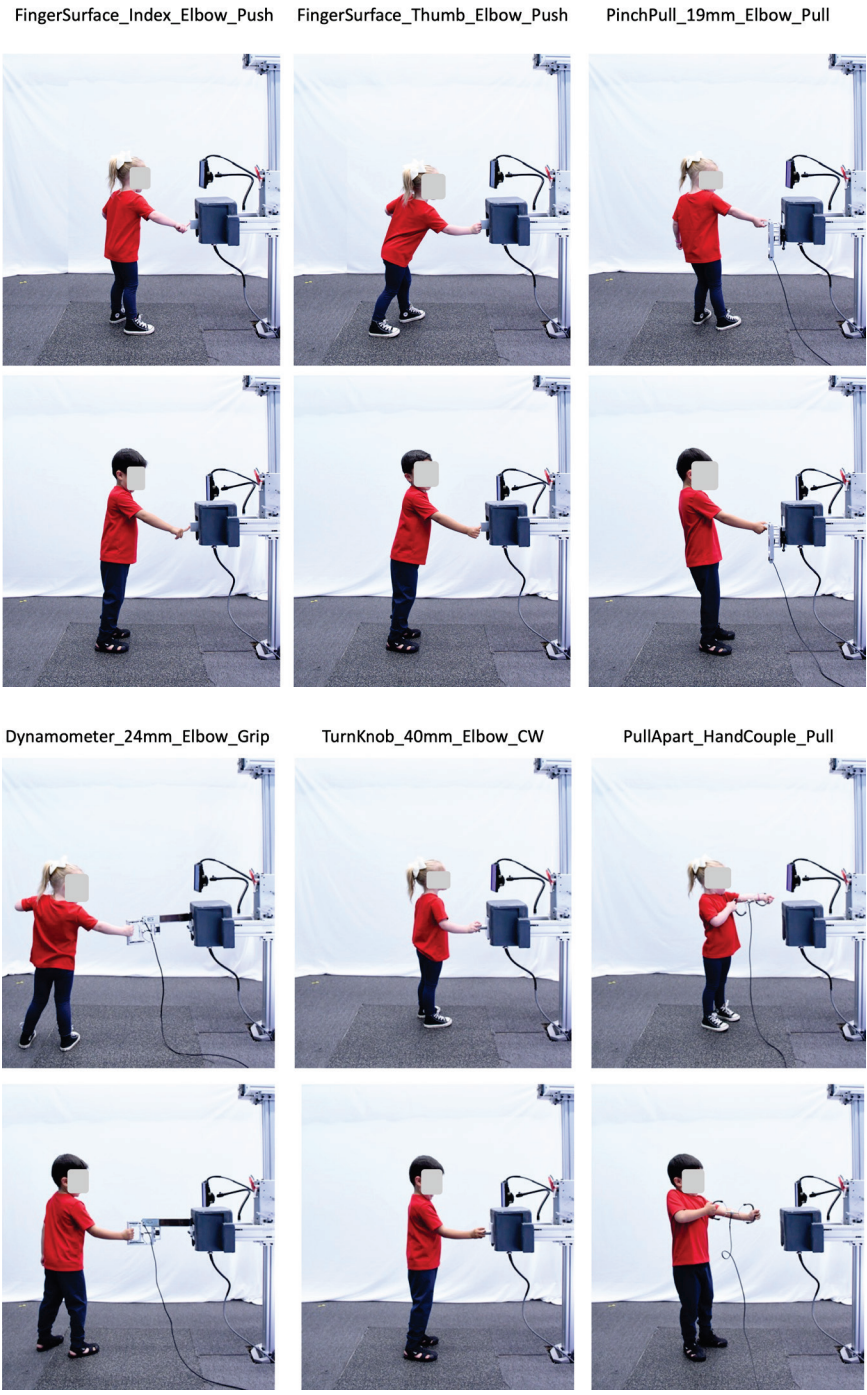 FingerSurface_Index_Elbow_Push
FingerSurface_Thumb_Elbow_Push
PinchPull_19mm_Elbow_Pull
Dynamometer_24mm_Elbow_Grip
TurnKnob_40mm_Elbow_CW
PullApart_HandCouple_Pull